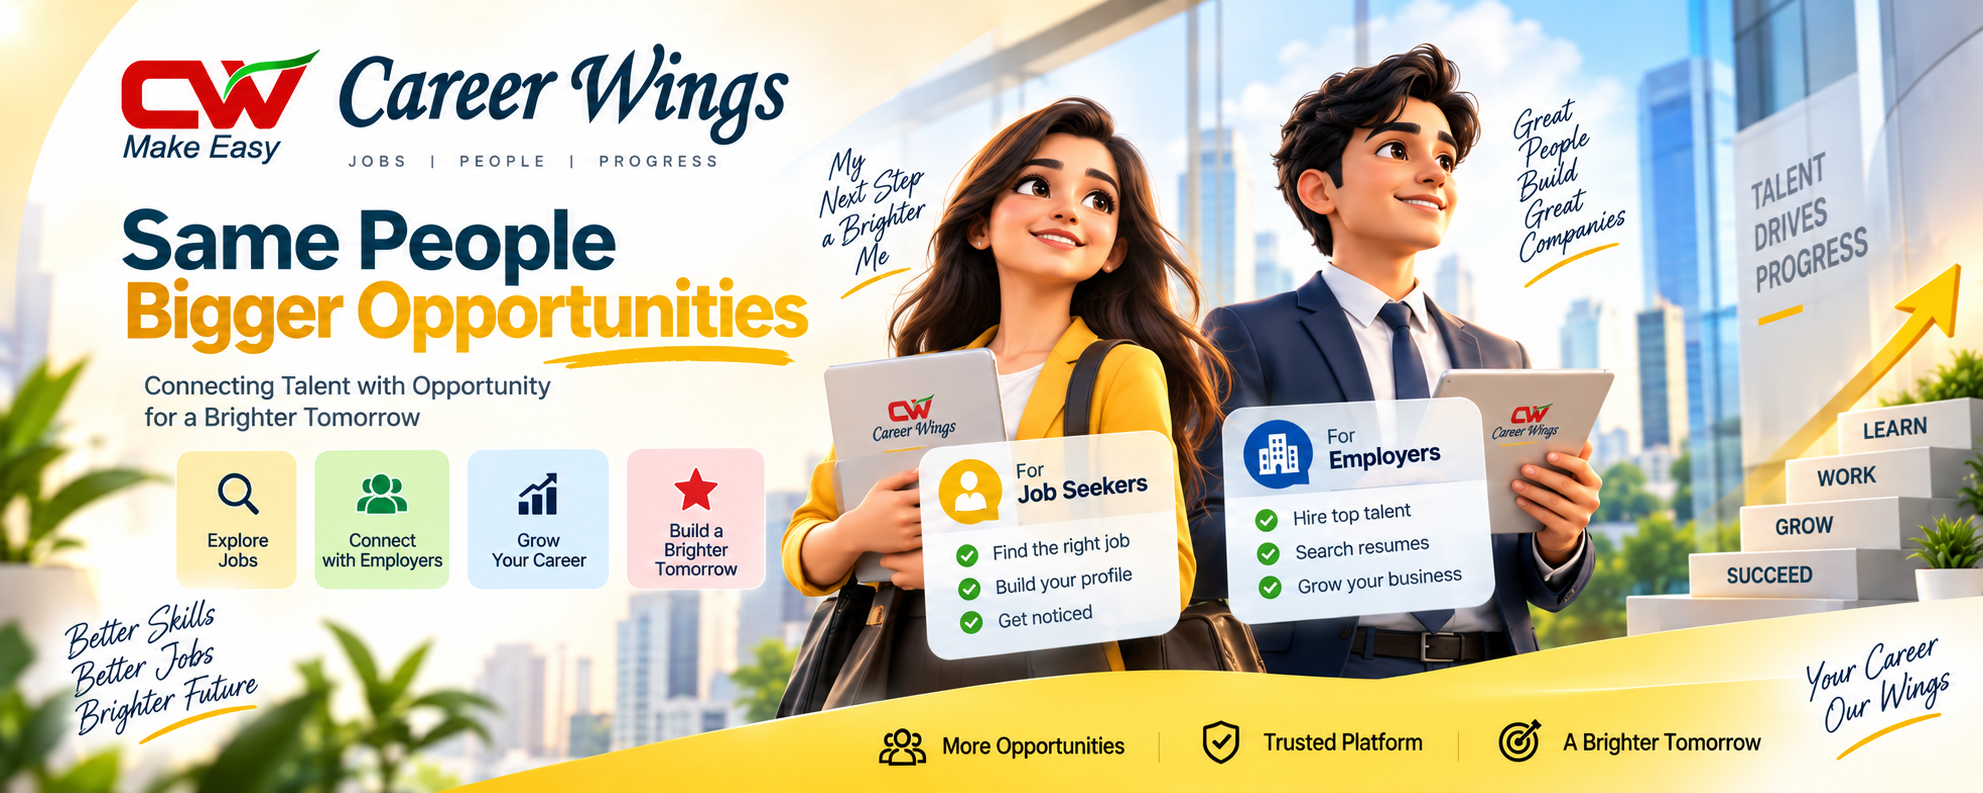 CW
Make Easy
Career Wings
JOBS | PEOPLE | PROGRESS
Same People
Bigger Opportunities
Connecting Talent with Opportunity
for a Brighter Tomorrow
Explore
Jobs
Connect
with Employers
Grow
Your Career
Build a
Brighter
Tomorrow
Better Skills
Better Jobs
Brighter Future
My
Next Step
a Brighter
Me
Great
People
Build
Great
Companies
TALENT
DRIVES
PROGRESS
CW
Career Wings
For
Job Seekers
Find the right job
Build your profile
Get noticed
For
Employers
Hire top talent
Search resumes
Grow your business
CW
Career Wings
LEARN
WORK
GROW
SUCCEED
Your Career
Our Wings
More Opportunities
Trusted Platform
A Brighter Tomorrow